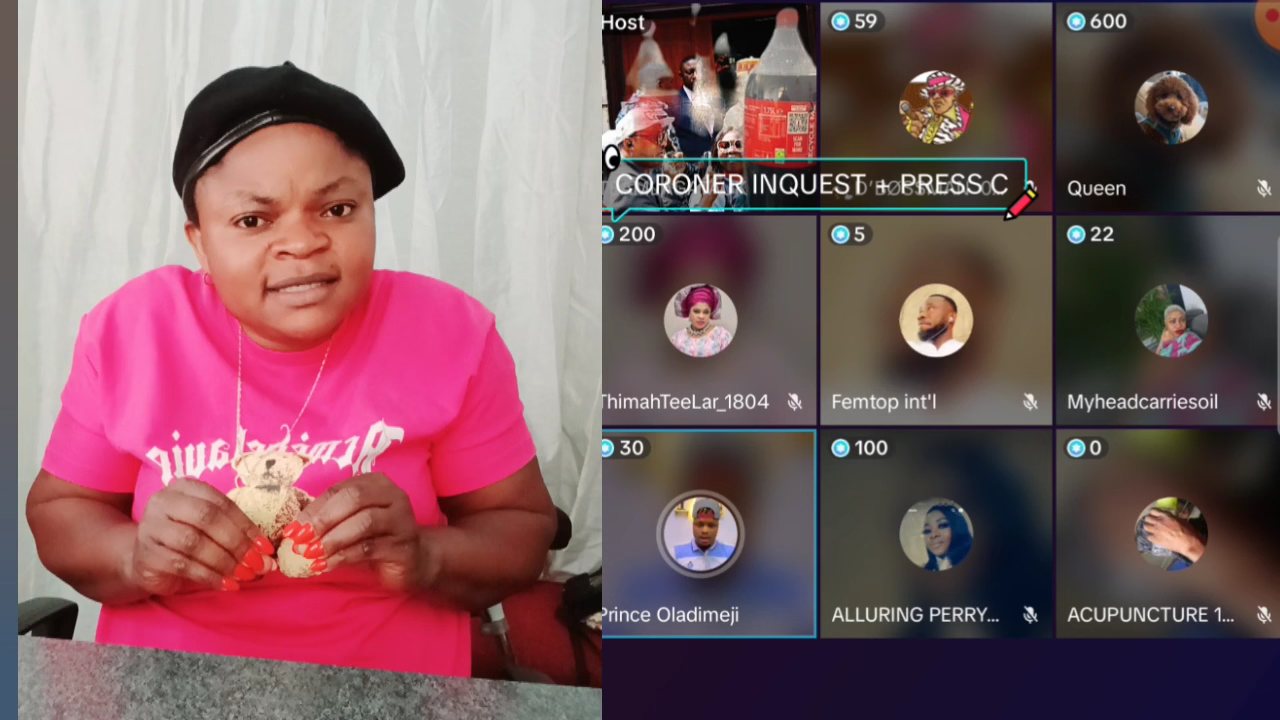 Host
59
600
CORONER INQUEST + PRESS C
Queen
200
5
22
ThimahTeeLar_1804
Femtop int'l
Myheadcarriesoil
30
100
0
Prince Oladimeji
ALLURING PERRY...
ACUPUNCTURE 1...